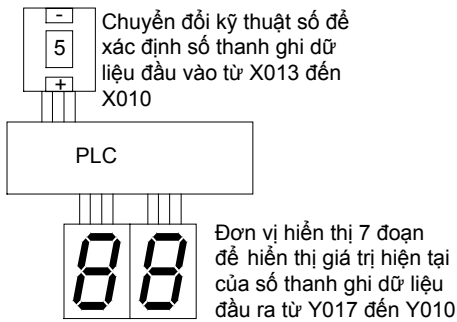 -
5
+
Chuyển đổi kỹ thuật số để
xác định số thanh ghi dữ
liệu đầu vào từ X013 đến
X010
PLC
88
Đơn vị hiển thị 7 đoạn
để hiển thị giá trị hiện tại
của số thanh ghi dữ liệu
đầu ra từ Y017 đến Y010